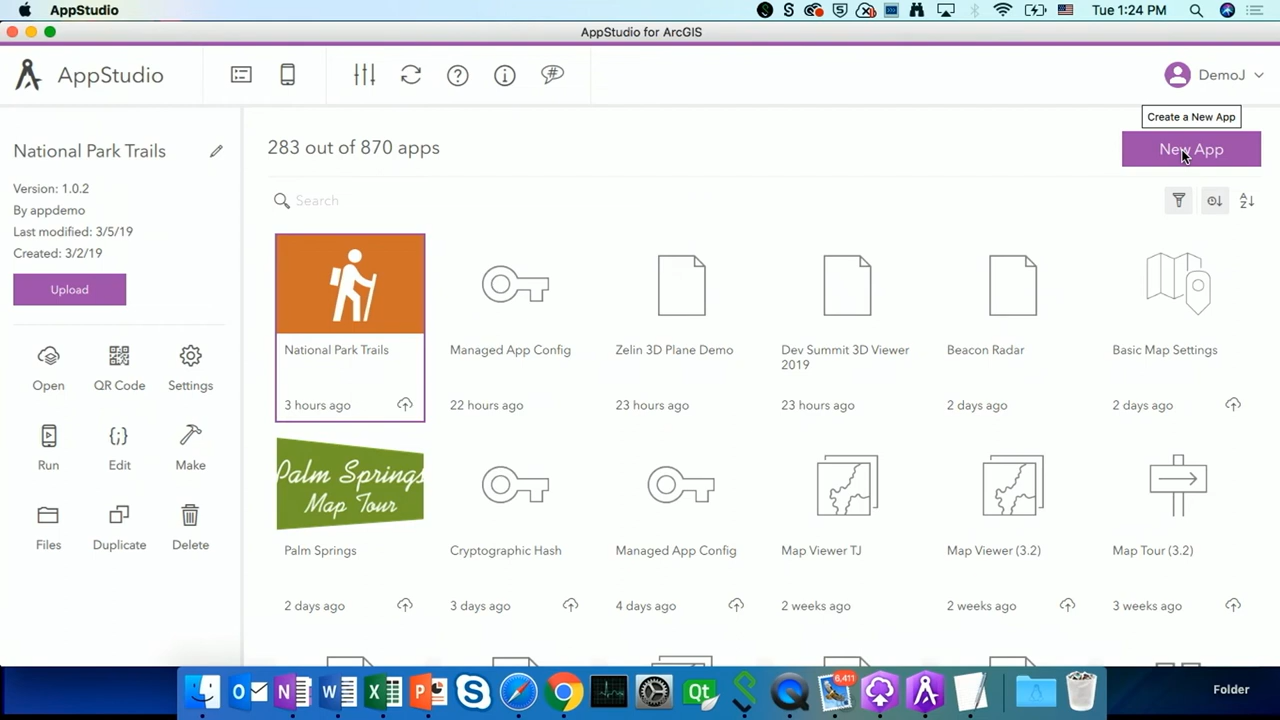 AppStudio
Tue 1:24 PM
AppStudio for ArcGIS
AppStudio
DemoJ
Create a New App
New App
National Park Trails
Version: 1.0.2
By appdemo
Last modified: 3/5/19
Created: 3/2/19
Upload
Open
QR Code
Settings
Run
Edit
Make
Files
Duplicate
Delete
283 out of 870 apps
Search
National Park Trails
3 hours ago
Managed App Config
22 hours ago
Zelin 3D Plane Demo
23 hours ago
Dev Summit 3D Viewer
2019
23 hours ago
Beacon Radar
2 days ago
Basic Map Settings
2 days ago
Palm Springs
Map Tour
Palm Springs
2 days ago
Cryptographic Hash
3 days ago
Managed App Config
4 days ago
Map Viewer TJ
2 weeks ago
Map Viewer (3.2)
2 weeks ago
Map Tour (3.2)
3 weeks ago
6,411
Qt
Folder